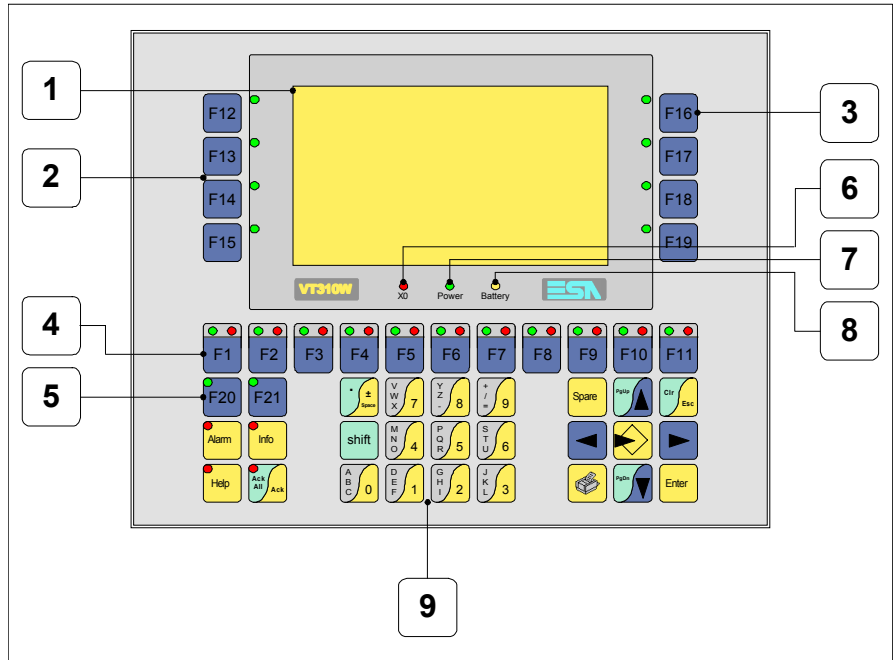 1
F12
F16
3
F13
F17
2
6
F14
F18
F15
F19
7
VT310W
X0
Power
Battery
ESA
8
4
F1
F2
F3
F4
F5
F6
F7
F8
F9
F10
F11
5
F20
F21
. ± Space
V W X 7
Y Z - 8
+ / = 9
Spare
PgUp
Clr Esc
Alarm
Info
shift
M N O 4
P Q R 5
S T U 6
Help
Ack All Ack
A B C 0
D E F 1
G H I 2
J K L 3
PgDn
Enter
9